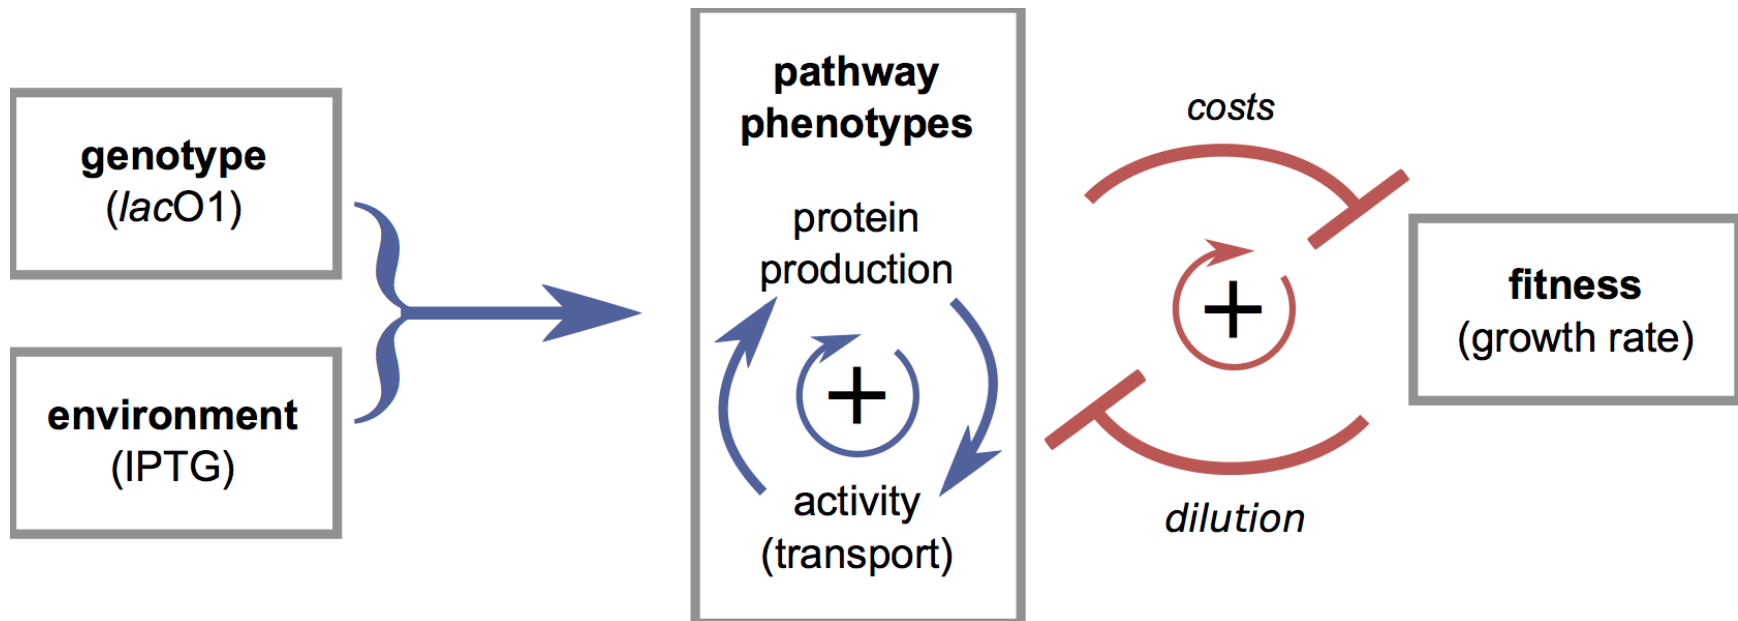 genotype
(lacO1)
environment
(IPTG)
pathway
phenotypes
protein
production
+
activity
(transport)
costs
+
dilution
fitness
(growth rate)